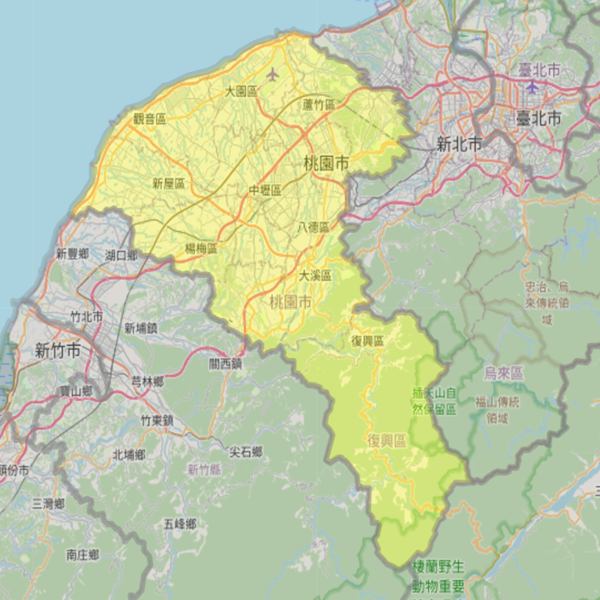 臺北市
大園區
蘆竹區
觀音區
臺北市
新北市
桃園市
新屋區
中壢區
八德區
楊梅區
新豐鄉
湖口鄉
大溪區
忠治、烏
來傳統領
域
桃園市
竹北市
新埔鎮
復興區
新竹市
關西鎮
烏來區
芎林鄉
寶山鄉
插天山自
然保留區
福山傳統
領域
竹東鎮
復興區
北埔鄉
尖石鄉
新竹縣
頭份市
三灣鄉
五峰鄉
南庄鄉
棲蘭野生
動物重要